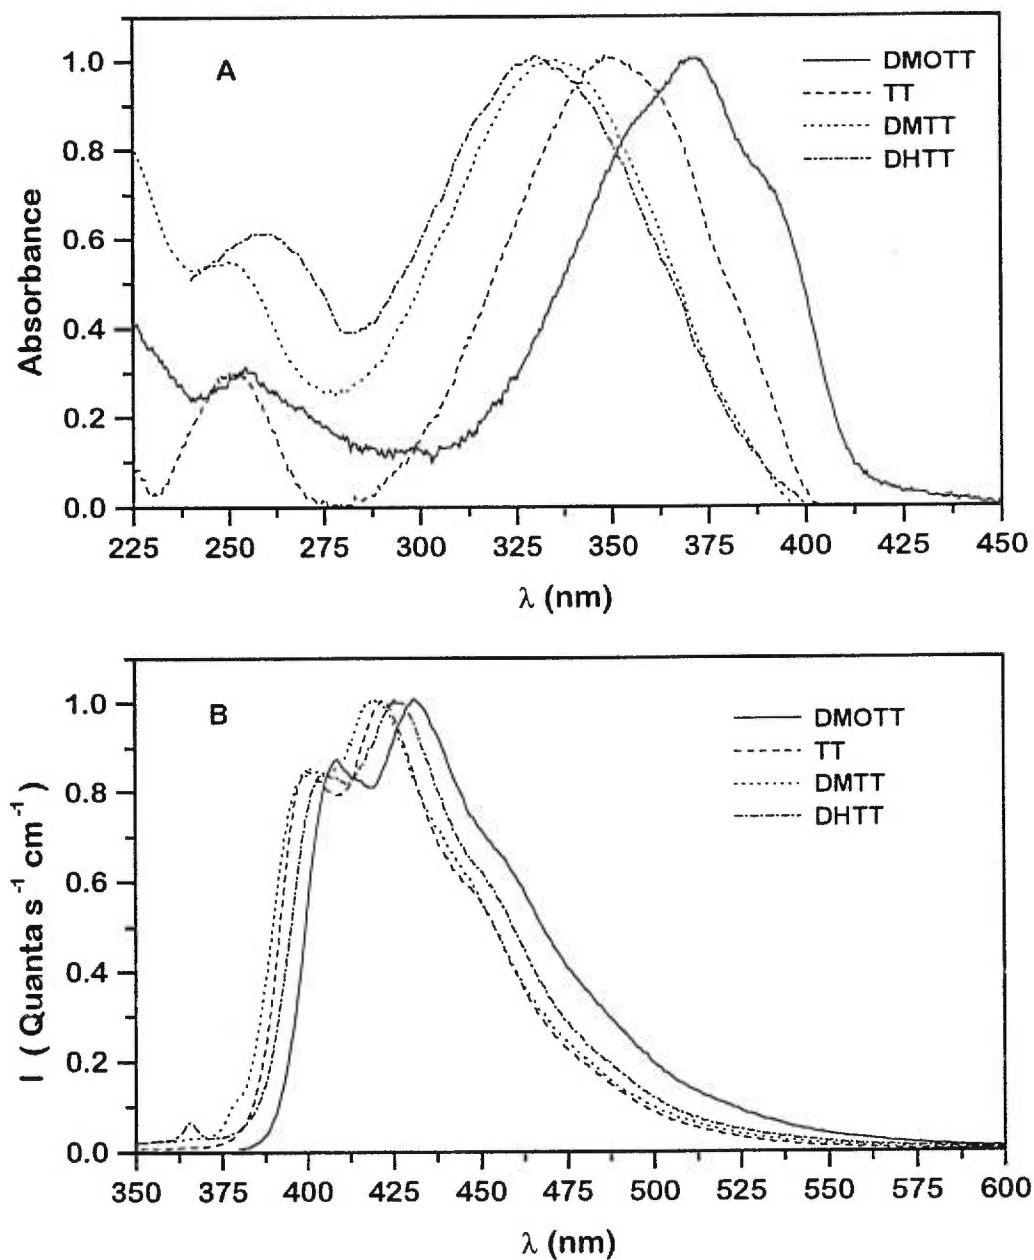 A
DMOTT
TT
DMTT
DHTT
Absorbance
1.0
0.8
0.6
0.4
0.2
0.0
225 250 275 300 325 350 375 400 425 450
λ (nm)
B
DMOTT
TT
DMTT
DHTT
I ( Quanta s⁻¹ cm⁻¹ )
1.0
0.8
0.6
0.4
0.2
0.0
350 375 400 425 450 475 500 525 550 575 600
λ (nm)